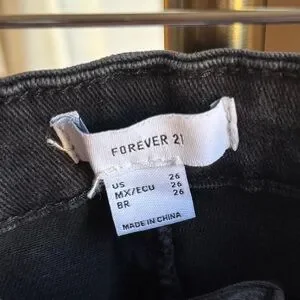 FOREVER 21
US 26
MX/ECU 26
BR 26
MADE IN CHINA